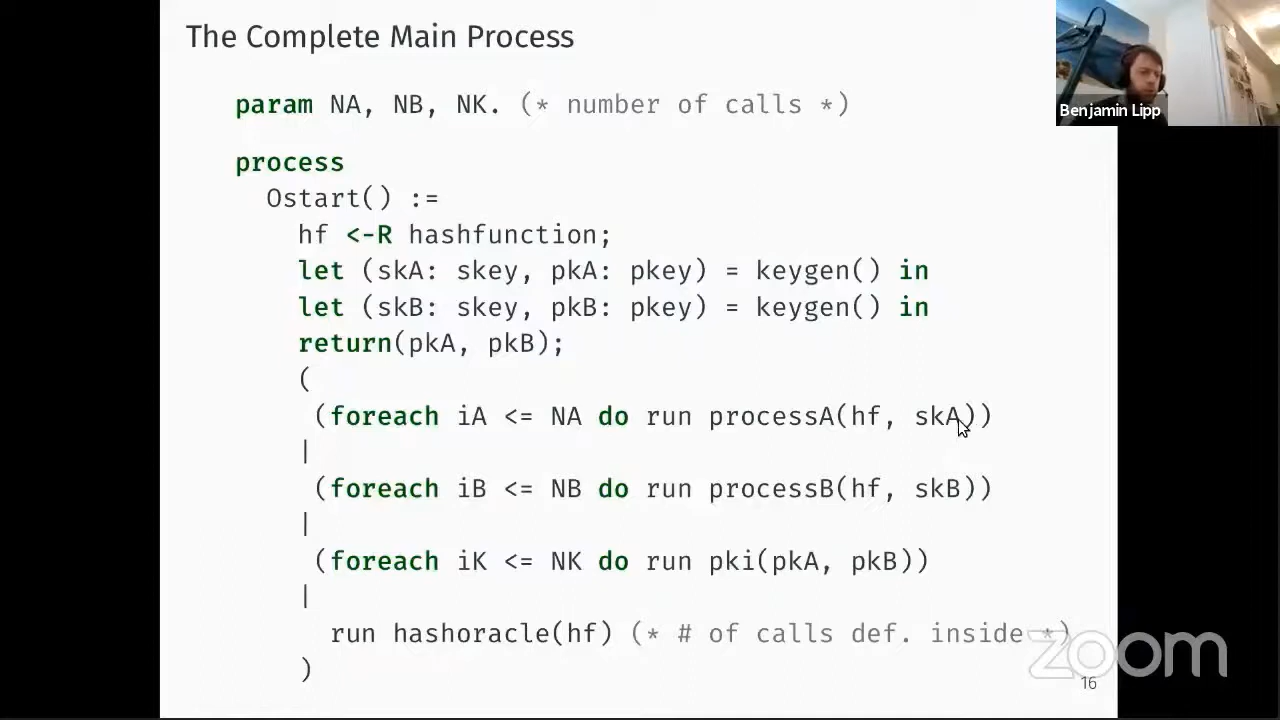 The Complete Main Process
Benjamin Lipp
param NA, NB, NK. (* number of calls *)
process
Ostart() :=
hf <-R hashfunction;
let (skA: skey, pkA: pkey) = keygen() in
let (skB: skey, pkB: pkey) = keygen() in
return(pkA, pkB);
(
(foreach iA <= NA do run processA(hf, skA))
|
(foreach iB <= NB do run processB(hf, skB))
|
(foreach iK <= NK do run pki(pkA, pkB))
|
run hashoracle(hf) (* # of calls def. inside *)
)
zoom
16